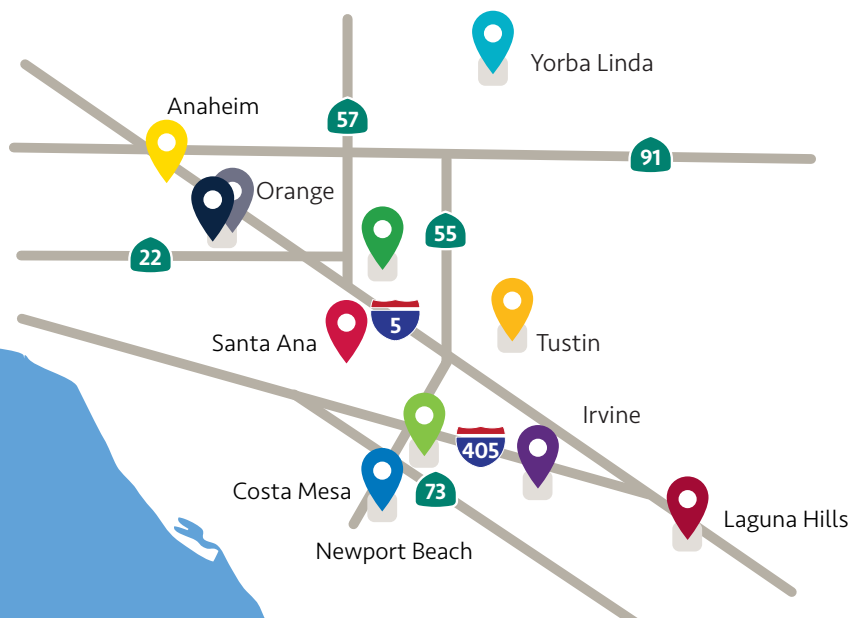 Yorba Linda
Anaheim
57
91
Orange
55
22
5
Santa Ana
Tustin
Irvine
405
Costa Mesa
73
Laguna Hills
Newport Beach